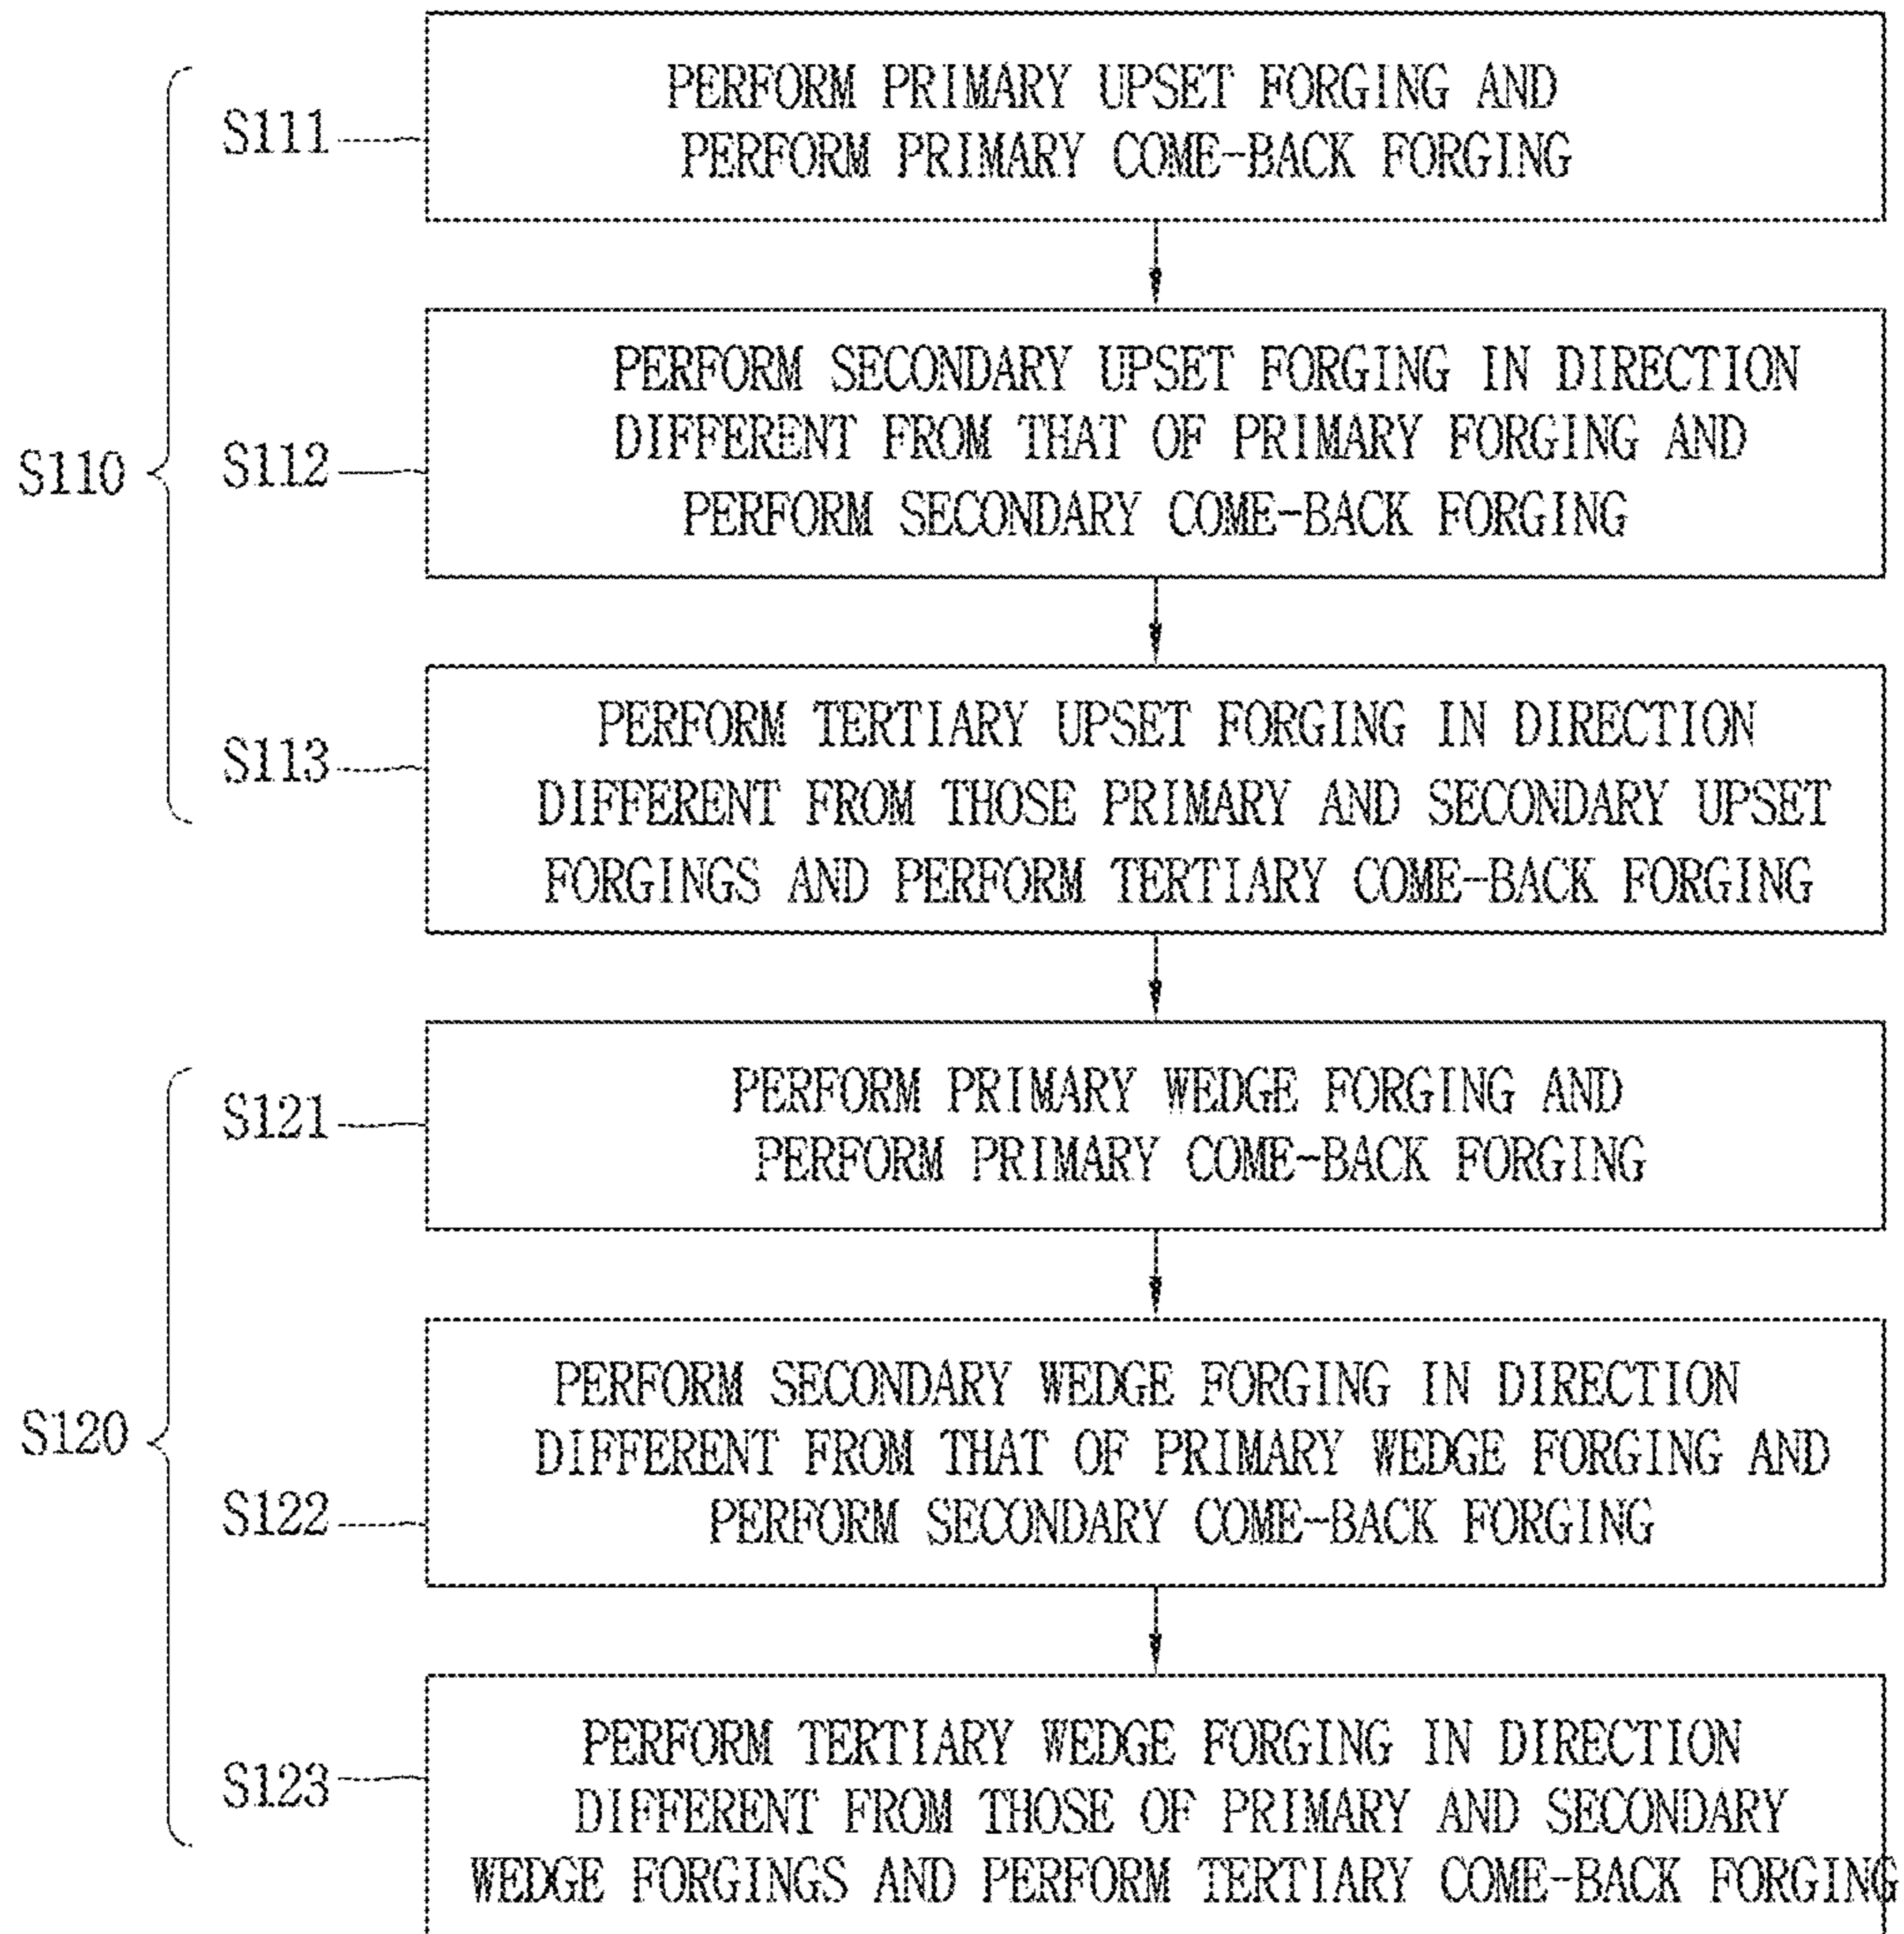 PERFORM PRIMARY UPSET FORGING AND
S111
PERFORM PRIMARY COME-BACK FORGING
PERFORM SECONDARY UPSET FORGING IN DIRECTION
DIFFERENT FROM THAT OF PRIMARY FORGING AND
S110
S112
PERFORM SECONDARY COME-BACK FORGING
PERFORM TERTIARY UPSET FORGING IN DIRECTION
S113
DIFFERENT FROM THOSE PRIMARY AND SECONDARY UPSET
FORGINGS AND PERFORM TERTIARY COME-BACK FORGING
PERFORM PRIMARY WEDGE FORGING AND
S121
PERFORM PRIMARY COME-BACK FORGING
PERFORM SECONDARY WEDGE FORGING IN DIRECTION
S120
DIFFERENT FROM THAT OF PRIMARY WEDGE FORGING AND
S122
PERFORM SECONDARY COME-BACK FORGING
PERFORM TERTIARY WEDGE FORGING IN DIRECTION
S123
DIFFERENT FROM THOSE OF PRIMARY AND SECONDARY
WEDGE FORGINGS AND PERFORM TERTIARY COME-BACK FORGING